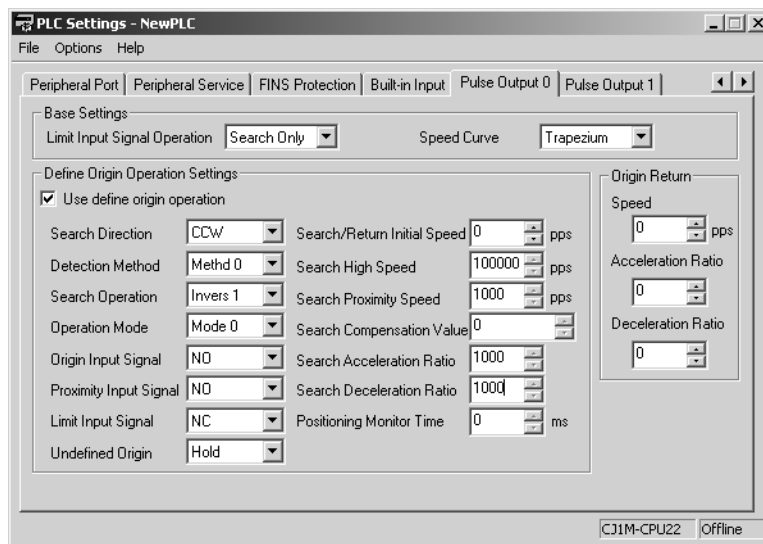 PLC Settings - NewPLC
File Options Help
Peripheral Port Peripheral Service FINS Protection Built-in Input Pulse Output 0 Pulse Output 1
Base Settings
Limit Input Signal Operation Search Only Speed Curve Trapezium
Define Origin Operation Settings
Use define origin operation
Search Direction CCW Search/Return Initial Speed 0 pps
Detection Method Methd 0 Search High Speed 100000 pps
Search Operation Invers 1 Search Proximity Speed 1000 pps
Operation Mode Mode 0 Search Compensation Value 0
Origin Input Signal NO Search Acceleration Ratio 1000
Proximity Input Signal NO Search Deceleration Ratio 1000
Limit Input Signal NC Positioning Monitor Time 0 ms
Undefined Origin Hold
Origin Return
Speed
0 pps
Acceleration Ratio
0
Deceleration Ratio
0
CJ1M-CPU22 Offline